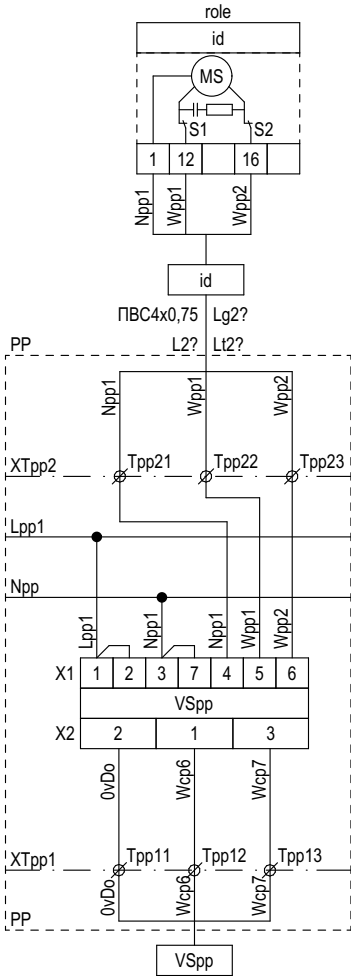 role
id
MS
S1 S2
1 12 16
Npp1 Wpp1 Wpp2
id
ПВС4х0,75 Lg2?
PP L2? Lt2?
Npp1 Wpp1 Wpp2
XTpp2 Tpp21 Tpp22 Tpp23
Lpp1
Npp
Lpp1 Npp1 Npp1 Wpp1 Wpp2
X1 1 2 3 7 4 5 6
VSpp
X2 2 1 3
0vDo Wcp6 Wcp7
XTpp1 Tpp11 Tpp12 Tpp13
0vDo Wcp6 Wcp7
PP
VSpp